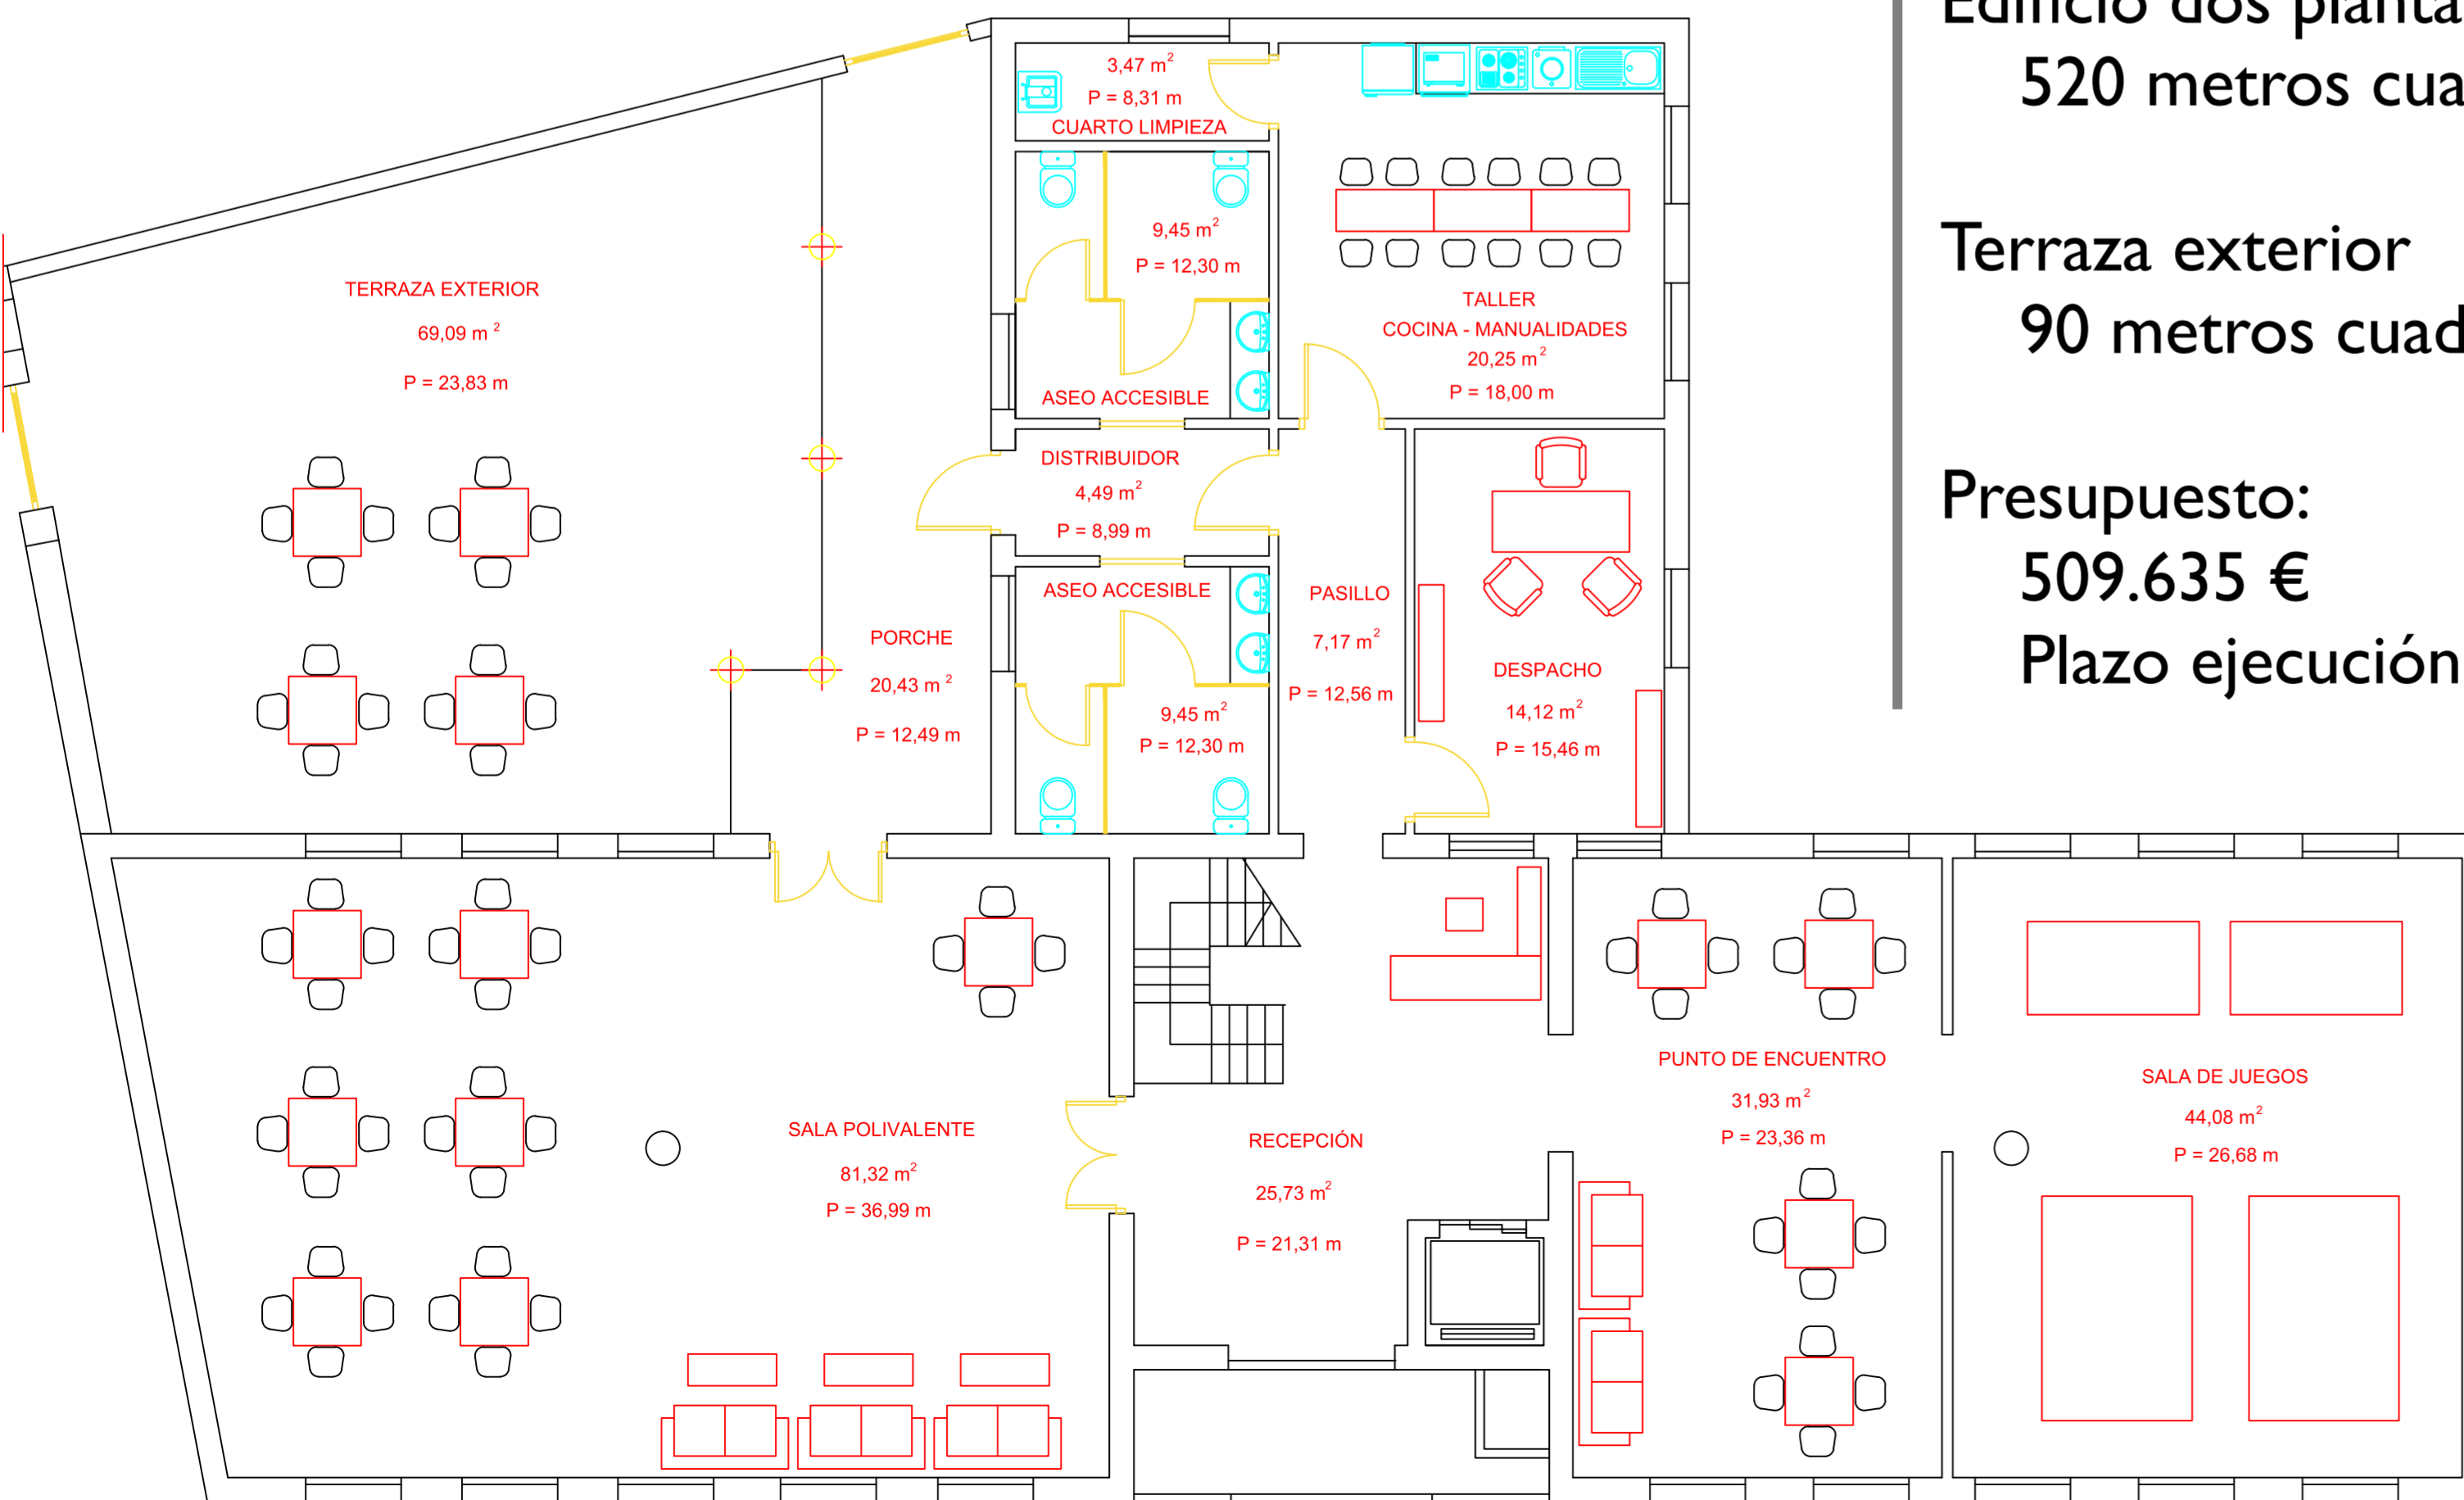 Edificio dos planta
520 metros cua
Terraza exterior
90 metros cuad
Presupuesto:
509.635 €
Plazo ejecución
3,47 m²
P = 8,31 m
CUARTO LIMPIEZA
9,45 m²
P = 12,30 m
ASEO ACCESIBLE
TALLER
COCINA - MANUALIDADES
20,25 m²
P = 18,00 m
TERRAZA EXTERIOR
69,09 m²
P = 23,83 m
DISTRIBUIDOR
4,49 m²
P = 8,99 m
ASEO ACCESIBLE
9,45 m²
P = 12,30 m
PASILLO
7,17 m²
P = 12,56 m
PORCHE
20,43 m²
P = 12,49 m
DESPACHO
14,12 m²
P = 15,46 m
SALA POLIVALENTE
81,32 m²
P = 36,99 m
RECEPCIÓN
25,73 m²
P = 21,31 m
PUNTO DE ENCUENTRO
31,93 m²
P = 23,36 m
SALA DE JUEGOS
44,08 m²
P = 26,68 m